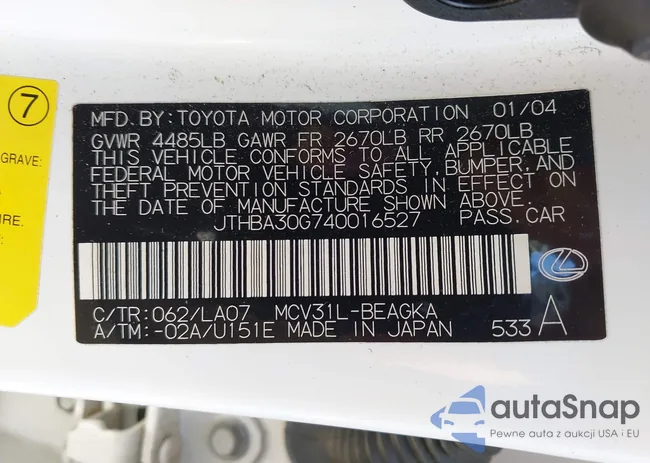 7
GRAVE:
URE.
MFD. BY: TOYOTA MOTOR CORPORATION 01/04
GVWR 4485LB GAWR FR 2670LB RR 2670LB
THIS VEHICLE CONFORMS TO ALL APPLICABLE
FEDERAL MOTOR VEHICLE SAFETY, BUMPER, AND
THEFT PREVENTION STANDARDS IN EFFECT ON
THE DATE OF MANUFACTURE SHOWN ABOVE.
JTHBA30G740016527 PASS. CAR
C/TR: 062/LA07 MCV31L-BEAGKA
A/TM: -02A/U151E MADE IN JAPAN 533 A
autaSnap
Pewne auta z aukcji USA i EU